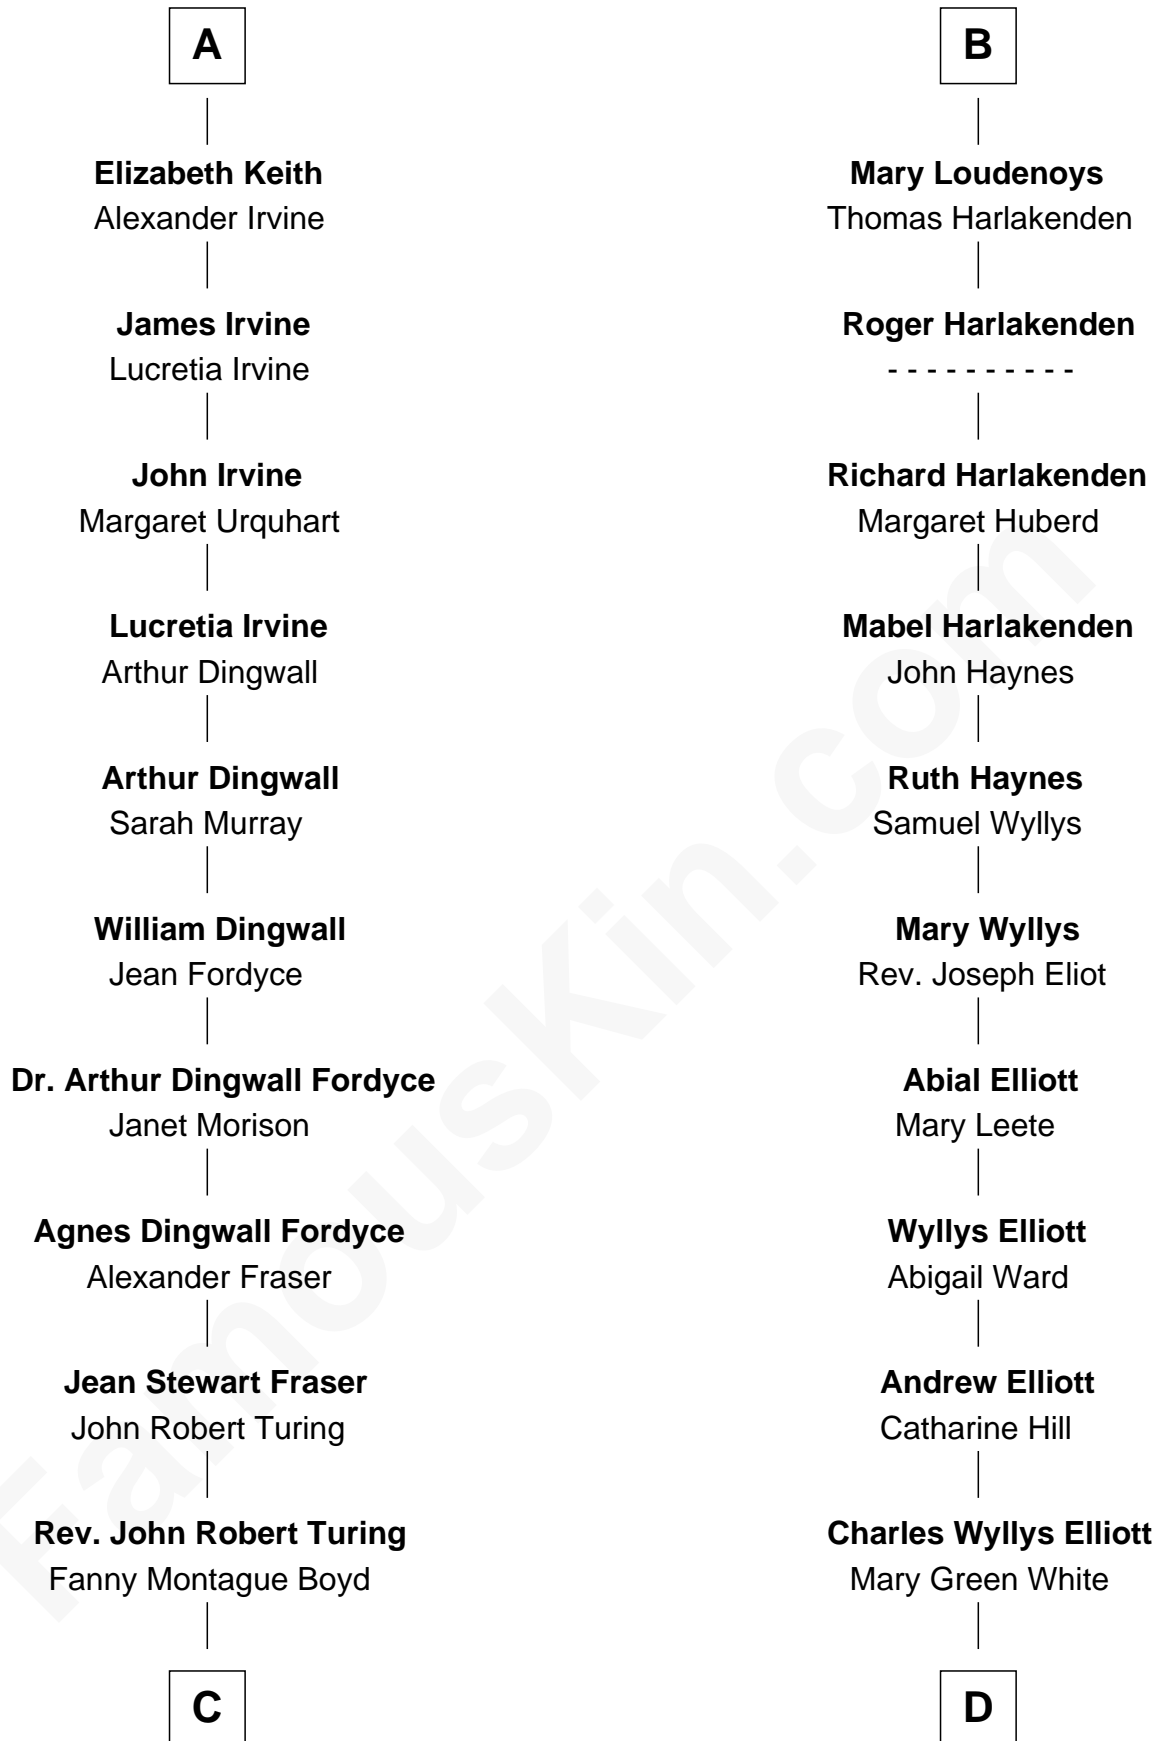 A
Elizabeth Keith
Alexander Irvine
James Irvine
Lucretia Irvine
John Irvine
Margaret Urquhart
Lucretia Irvine
Arthur Dingwall
Arthur Dingwall
Sarah Murray
William Dingwall
Jean Fordyce
Dr. Arthur Dingwall Fordyce
Janet Morison
Agnes Dingwall Fordyce
Alexander Fraser
Jean Stewart Fraser
John Robert Turing
Rev. John Robert Turing
Fanny Montague Boyd
C
B
Mary Loudenoys
Thomas Harlakenden
Roger Harlakenden
- - - - - - - - - -
Richard Harlakenden
Margaret Huberd
Mabel Harlakenden
John Haynes
Ruth Haynes
Samuel Wyllys
Mary Wyllys
Rev. Joseph Eliot
Abial Elliott
Mary Leete
Wyllys Elliott
Abigail Ward
Andrew Elliott
Catharine Hill
Charles Wyllys Elliott
Mary Green White
D
FamousKin.com